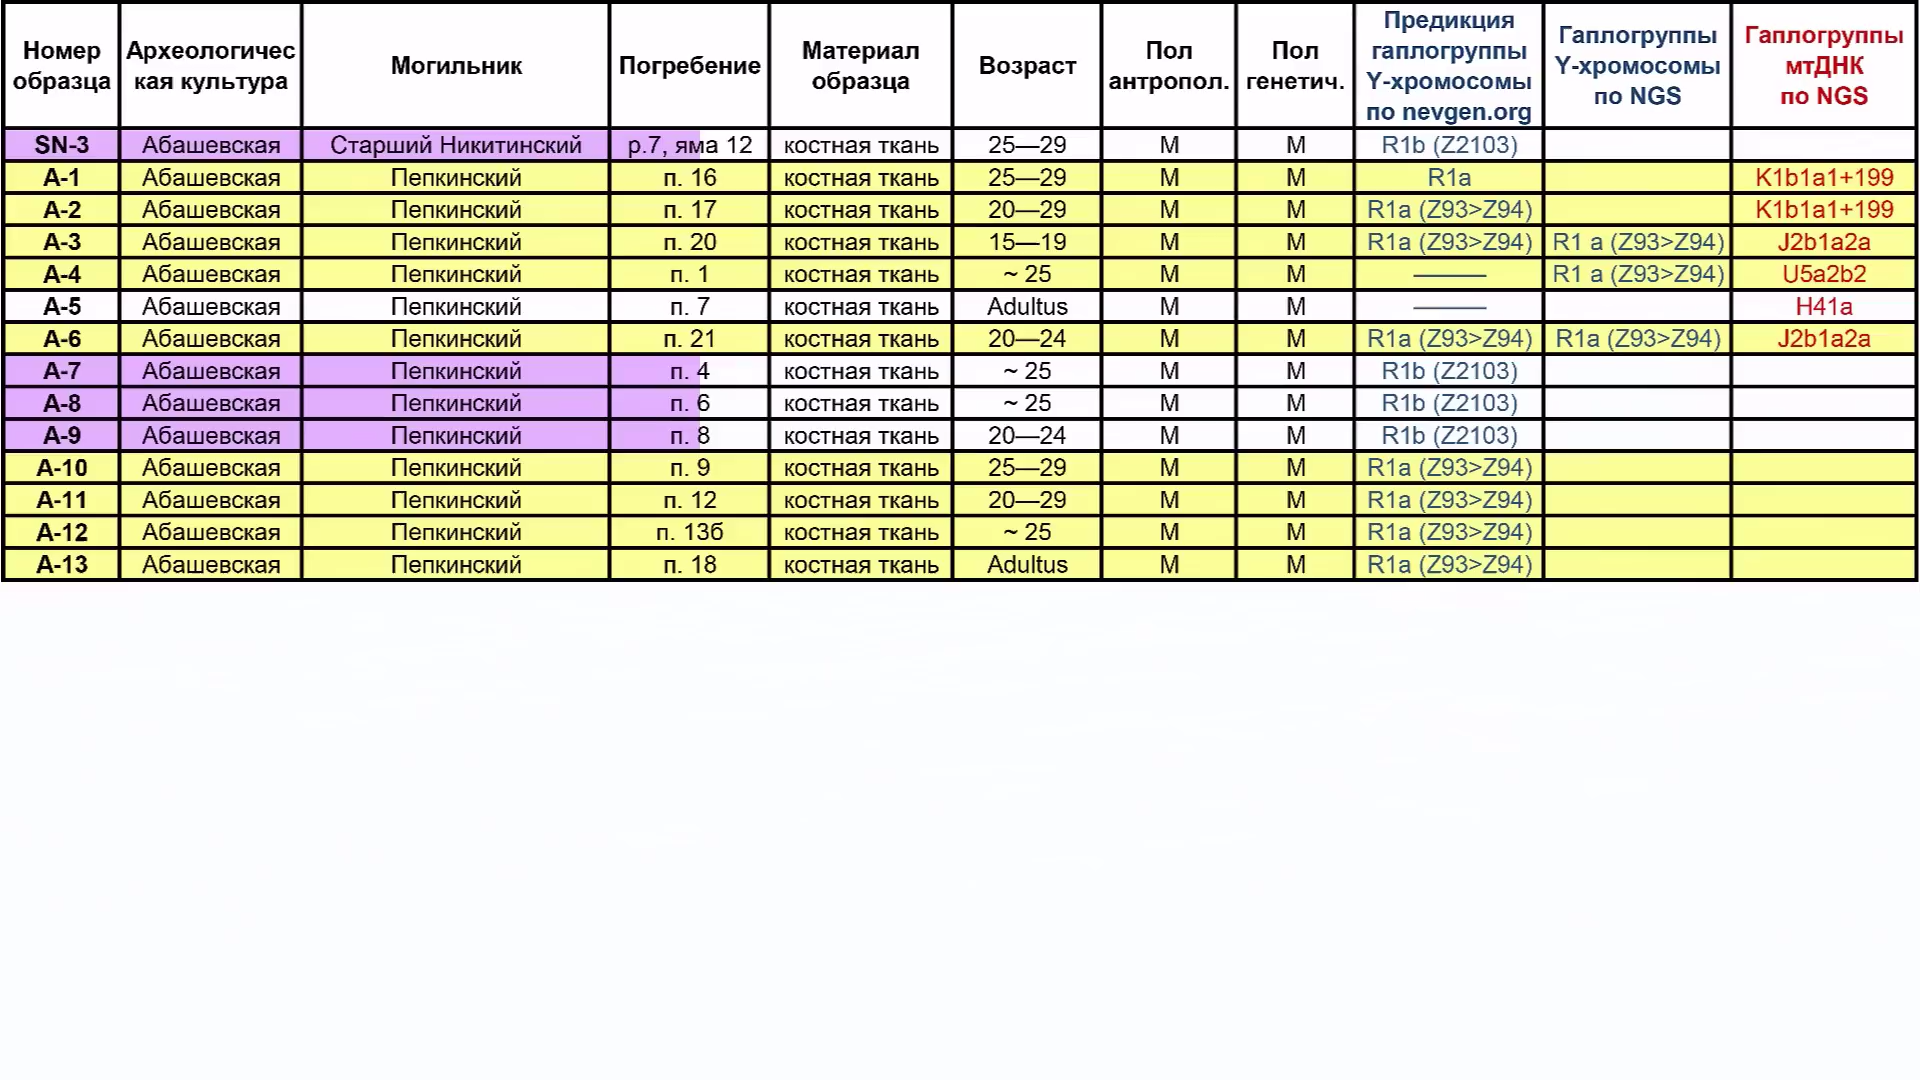 Номер образца | Археологичес кая культура | Могильник | Погребение | Материал образца | Возраст | Пол антропол. | Пол генетич. | Предикция гаплогруппы Y-хромосомы по nevgen.org | Гаплогруппы Y-хромосомы по NGS | Гаплогруппы мтДНК по NGS
SN-3 | Абашевская | Старший Никитинский | р.7, яма 12 | костная ткань | 25—29 | М | М | R1b (Z2103)
А-1 | Абашевская | Пепкинский | п. 16 | костная ткань | 25—29 | М | М | R1a | K1b1a1+199
А-2 | Абашевская | Пепкинский | п. 17 | костная ткань | 20—29 | М | М | R1a (Z93>Z94) | K1b1a1+199
А-3 | Абашевская | Пепкинский | п. 20 | костная ткань | 15—19 | М | М | R1a (Z93>Z94) | R1 a (Z93>Z94) | J2b1a2a
А-4 | Абашевская | Пепкинский | п. 1 | костная ткань | ~ 25 | М | М | ——— | R1 a (Z93>Z94) | U5a2b2
А-5 | Абашевская | Пепкинский | п. 7 | костная ткань | Adultus | М | М | ——— | H41a
А-6 | Абашевская | Пепкинский | п. 21 | костная ткань | 20—24 | М | М | R1a (Z93>Z94) | R1a (Z93>Z94) | J2b1a2a
А-7 | Абашевская | Пепкинский | п. 4 | костная ткань | ~ 25 | М | М | R1b (Z2103)
А-8 | Абашевская | Пепкинский | п. 6 | костная ткань | ~ 25 | М | М | R1b (Z2103)
А-9 | Абашевская | Пепкинский | п. 8 | костная ткань | 20—24 | М | М | R1b (Z2103)
А-10 | Абашевская | Пепкинский | п. 9 | костная ткань | 25—29 | М | М | R1a (Z93>Z94)
А-11 | Абашевская | Пепкинский | п. 12 | костная ткань | 20—29 | М | М | R1a (Z93>Z94)
А-12 | Абашевская | Пепкинский | п. 13б | костная ткань | ~ 25 | М | М | R1a (Z93>Z94)
А-13 | Абашевская | Пепкинский | п. 18 | костная ткань | Adultus | М | М | R1a (Z93>Z94)